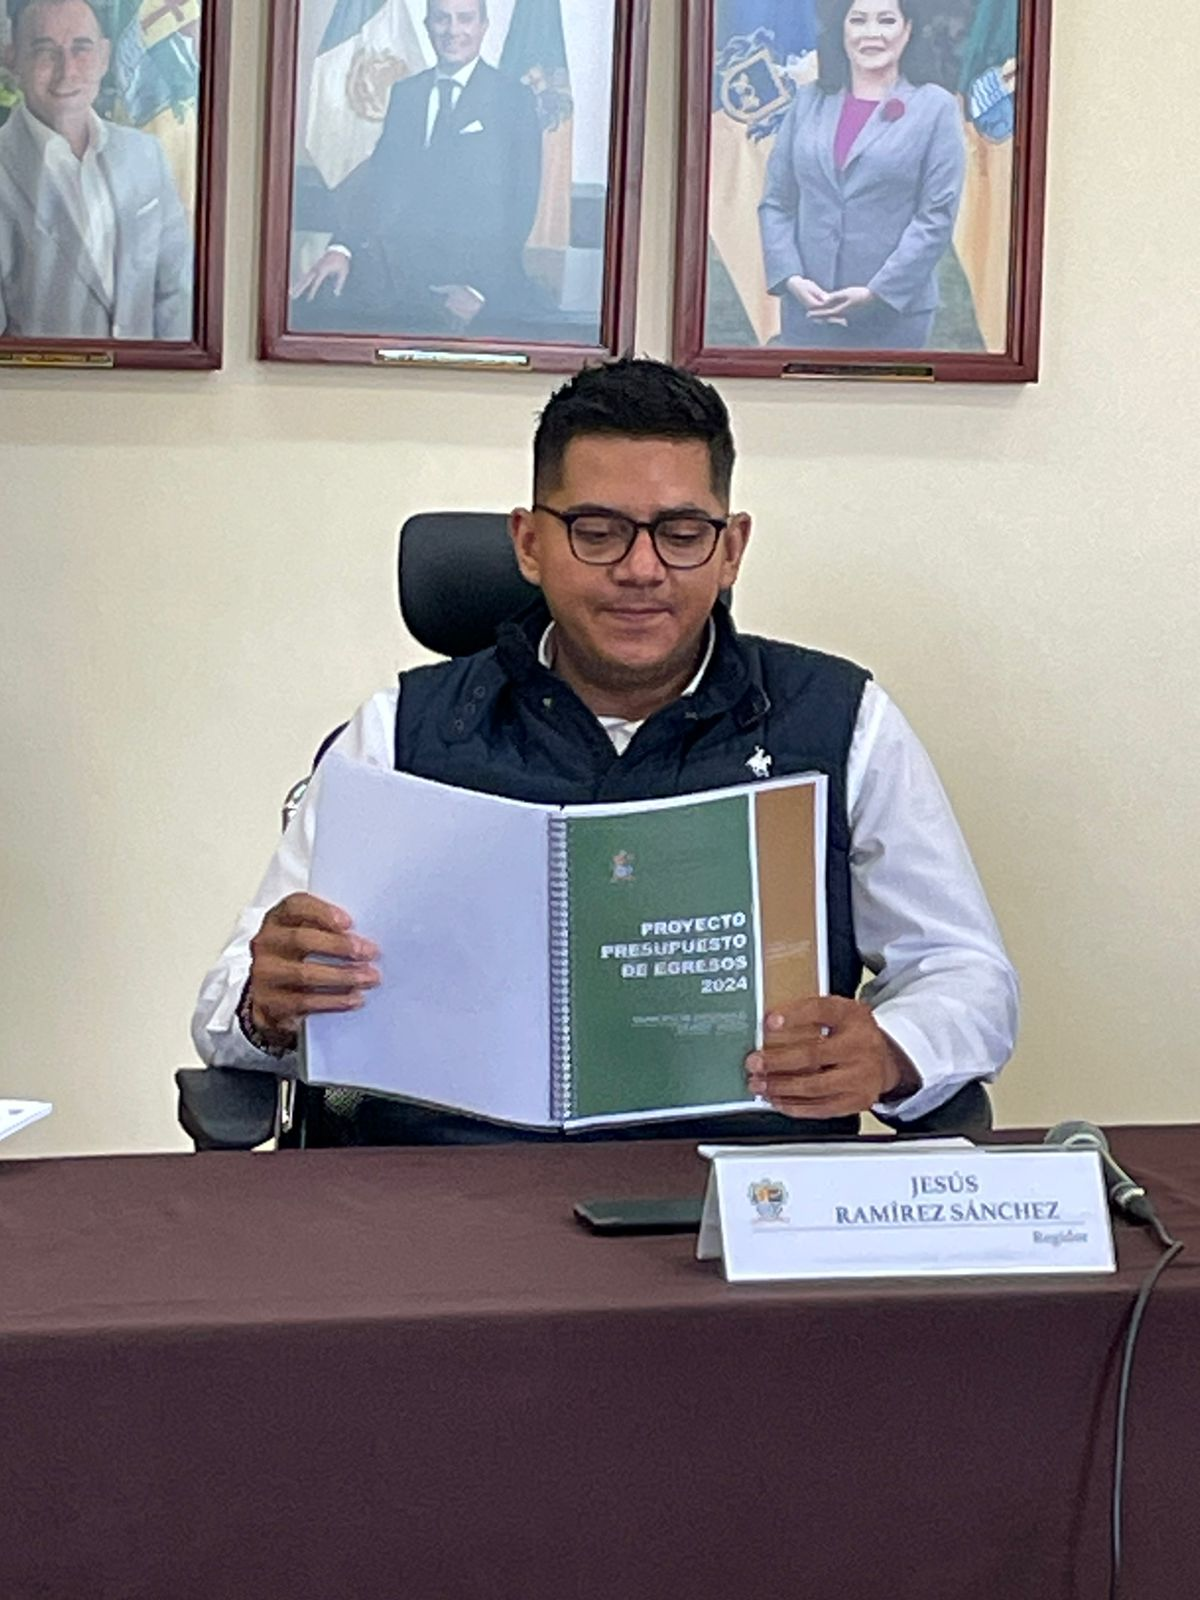 PROYECTO
PRESUPUESTO
DE EGRESOS
2024
JESÚS
RAMÍREZ SÁNCHEZ
Regidor